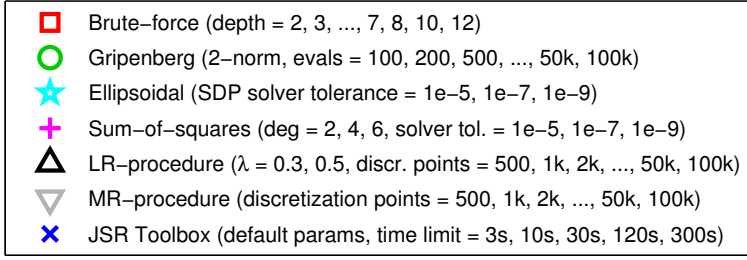 Brute−force (depth = 2, 3, ..., 7, 8, 10, 12)
Gripenberg (2−norm, evals = 100, 200, 500, ..., 50k, 100k)
Ellipsoidal (SDP solver tolerance = 1e−5, 1e−7, 1e−9)
Sum−of−squares (deg = 2, 4, 6, solver tol. = 1e−5, 1e−7, 1e−9)
LR−procedure (λ = 0.3, 0.5, discr. points = 500, 1k, 2k, ..., 50k, 100k)
MR−procedure (discretization points = 500, 1k, 2k, ..., 50k, 100k)
JSR Toolbox (default params, time limit = 3s, 10s, 30s, 120s, 300s)